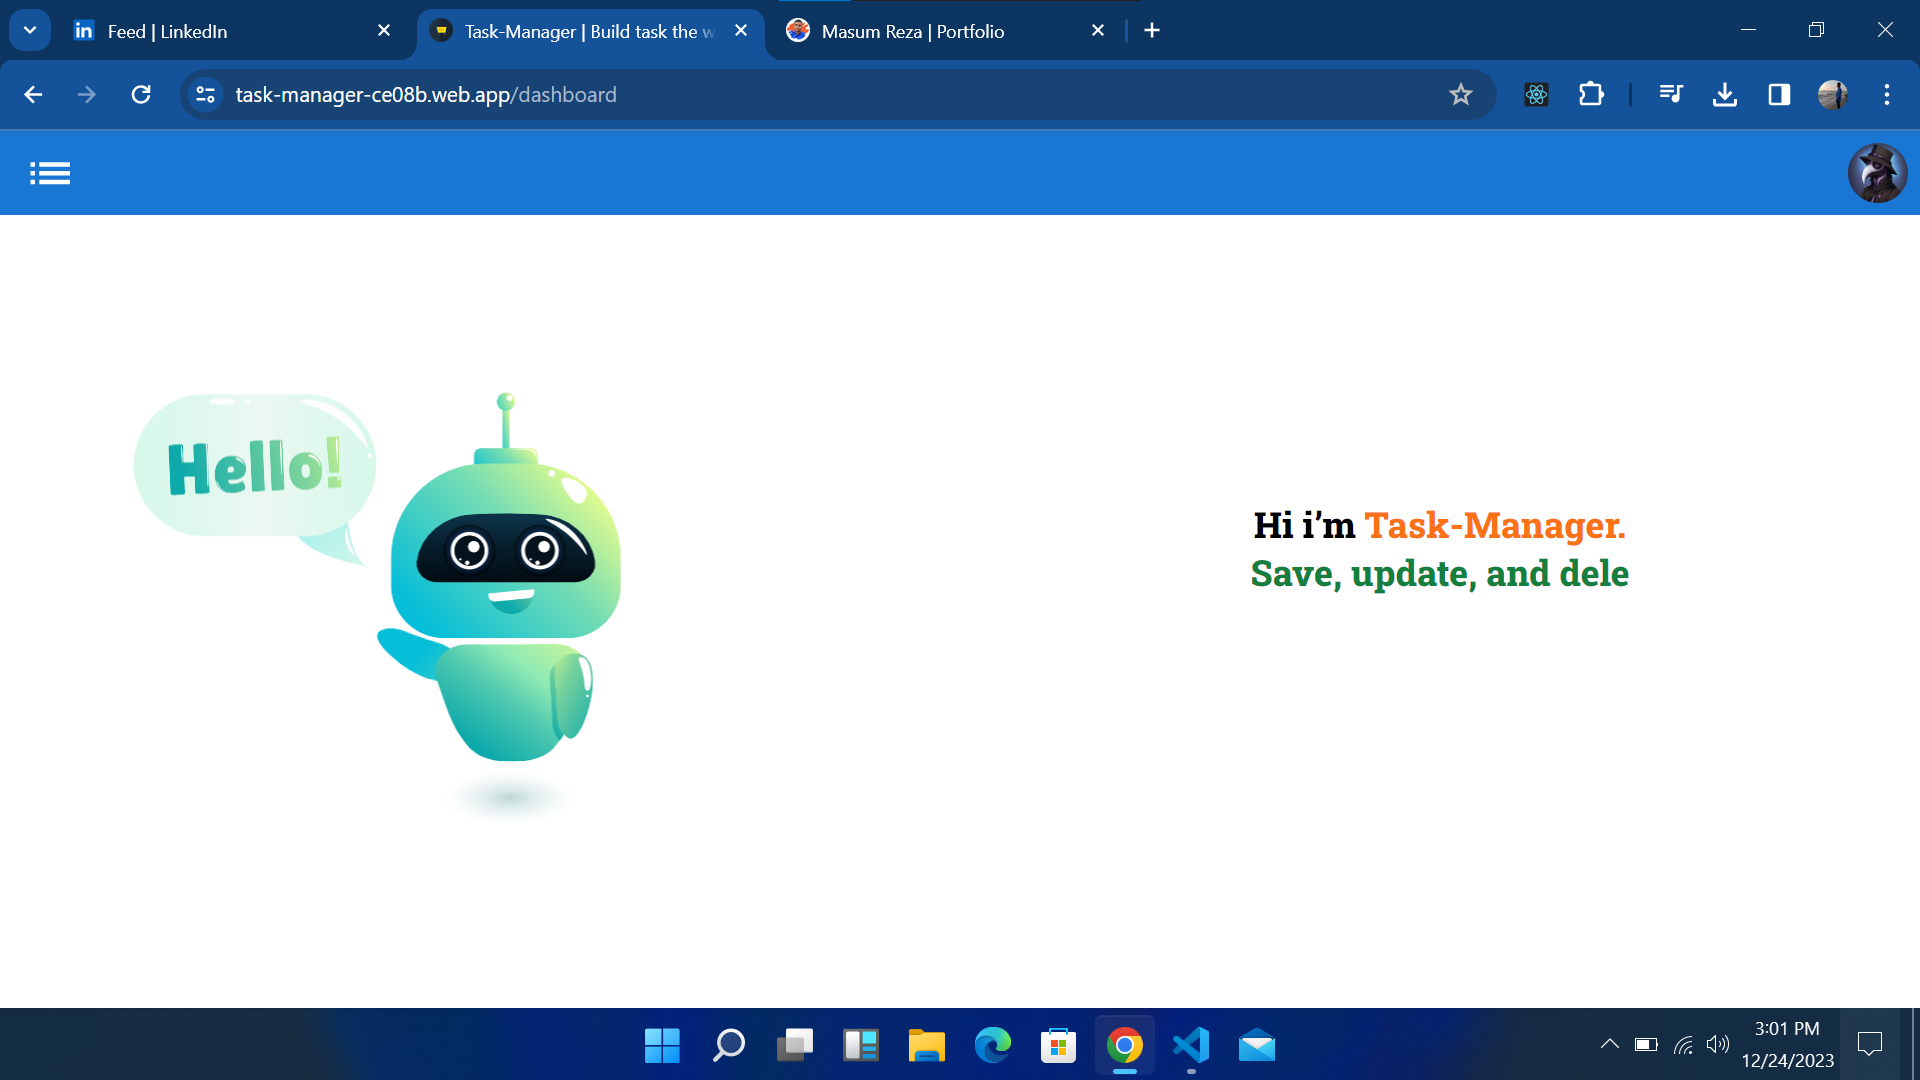 Feed | LinkedIn
Task-Manager | Build task the w
Masum Reza | Portfolio
task-manager-ce08b.web.app/dashboard
Hello!
Hi i’m Task-Manager.
Save, update, and dele
3:01 PM
12/24/2023